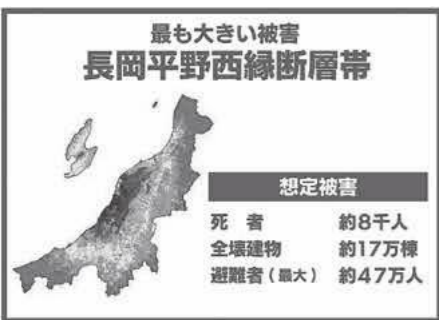 最も大きい被害
長岡平野西縁断層帯
想定被害
死 者 約8千人
全壊建物 約17万棟
避難者(最大) 約47万人